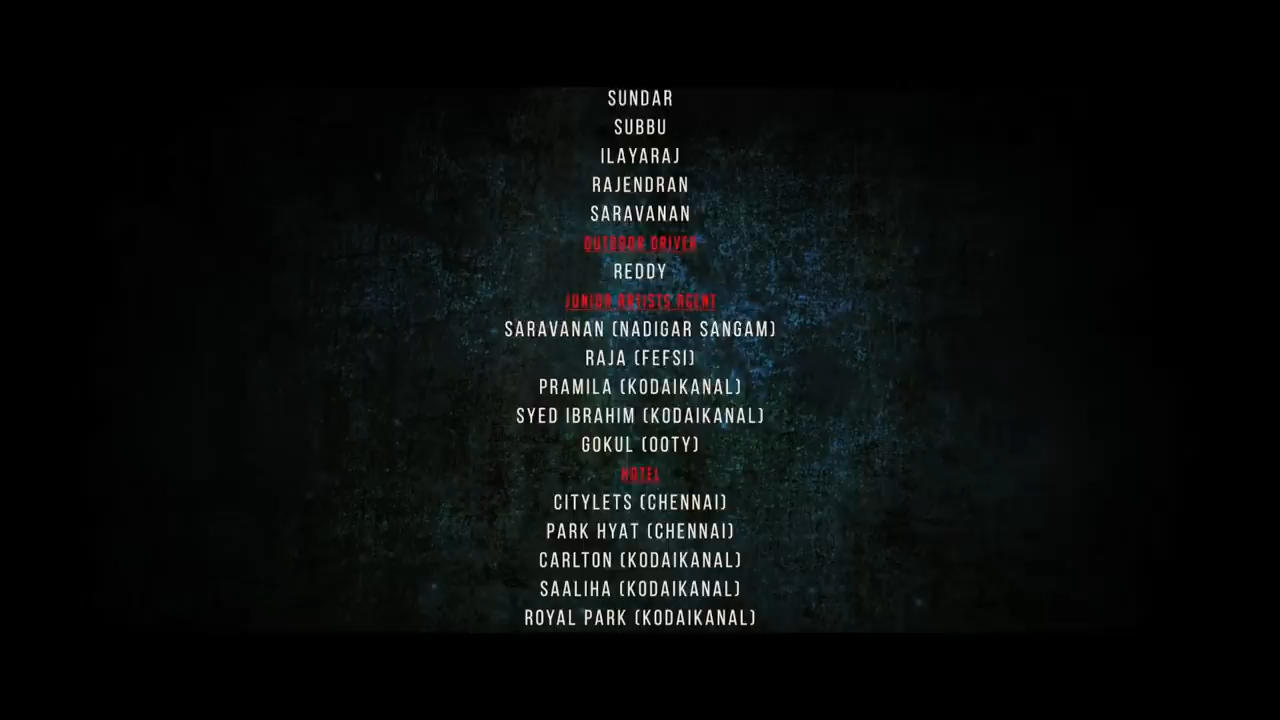 SUNDAR
SUBBU
ILAYARAJ
RAJENDRAN
SARAVANAN
OUTDOOR DRIVER
REDDY
JUNIOR ARTISTS AGENT
SARAVANAN (NADIGAR SANGAM)
RAJA (FEFSI)
PRAMILA (KODAIKANAL)
SYED IBRAHIM (KODAIKANAL)
GOKUL (OOTY)
HOTEL
CITYLETS (CHENNAI)
PARK HYAT (CHENNAI)
CARLTON (KODAIKANAL)
SAALIHA (KODAIKANAL)
ROYAL PARK (KODAIKANAL)